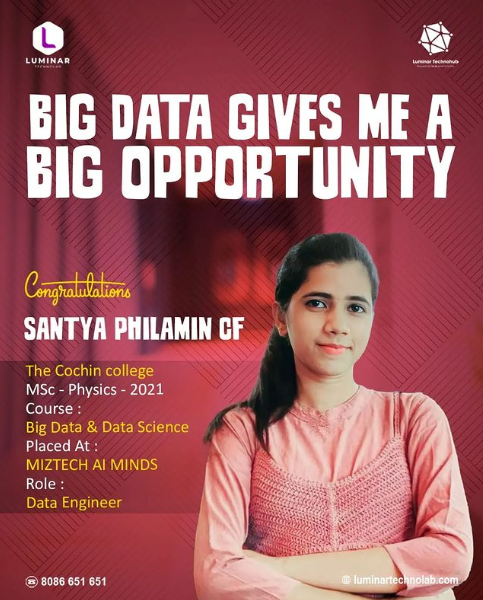 LUMINAR
TECHNOLAB
Luminar Technohub
BIG DATA GIVES ME A
BIG OPPORTUNITY
Congratulations
SANTYA PHILAMIN CF
The Cochin college
MSc - Physics - 2021
Course :
Big Data & Data Science
Placed At :
MIZTECH AI MINDS
Role :
Data Engineer
8086 651 651
luminartechnolab.com